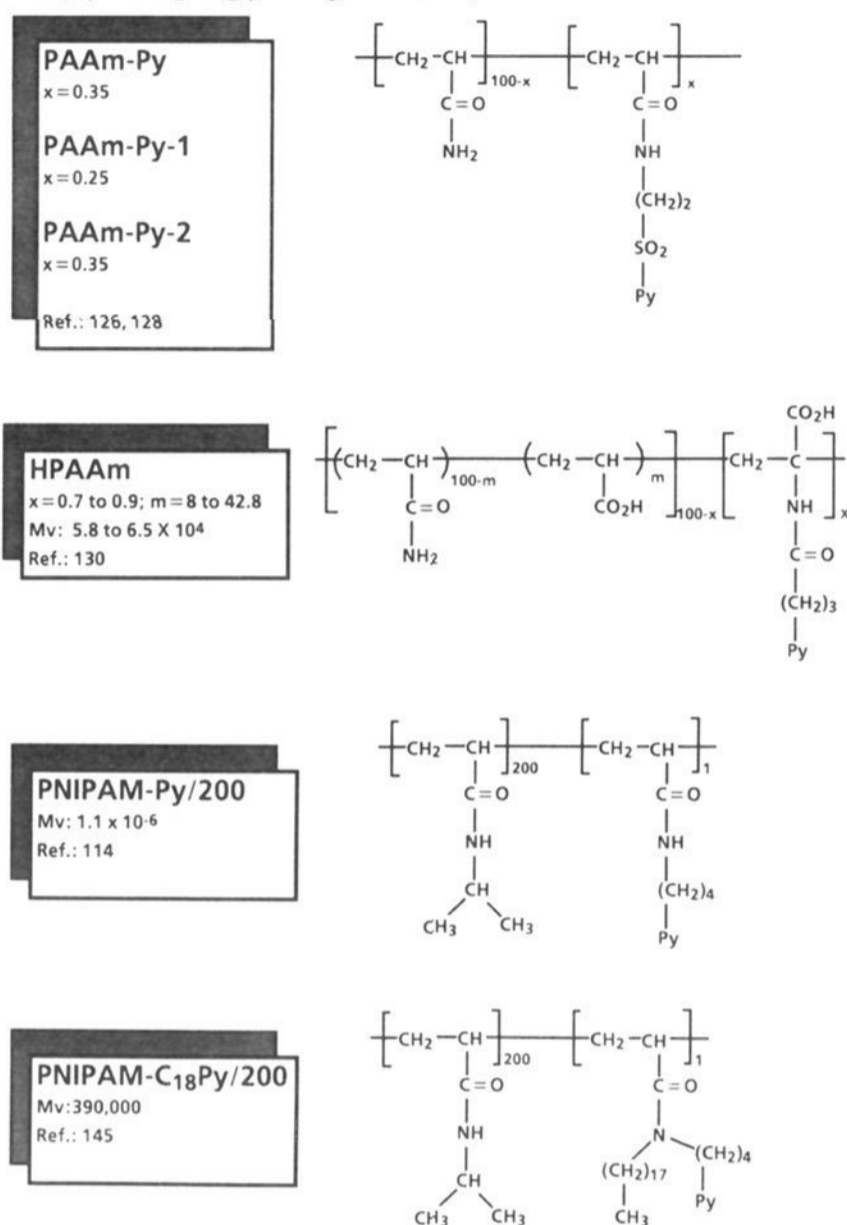 PAAm-Py
x=0.35
PAAm-Py-1
x=0.25
PAAm-Py-2
x=0.35
Ref.: 126, 128
CH2-CH
100-x
CH2-CH
x
C=O
C=O
NH2
NH
(CH2)2
SO2
Py
HPAAm
x=0.7 to 0.9; m=8 to 42.8
Mv: 5.8 to 6.5 X 10⁴
Ref.: 130
CO2H
(CH2-CH)
100-m
(CH2-CH)
m
100-x
CH2-C
x
C=O
CO2H
NH
NH2
C=O
(CH2)3
Py
PNIPAM-Py/200
Mv: 1.1 x 10⁻⁶
Ref.: 114
CH2-CH
200
CH2-CH
1
C=O
C=O
NH
NH
CH
(CH2)4
CH3
CH3
Py
PNIPAM-C18Py/200
Mv:390,000
Ref.: 145
CH2-CH
200
CH2-CH
1
C=O
C=O
NH
N
CH
(CH2)17
(CH2)4
CH3
CH3
CH3
Py